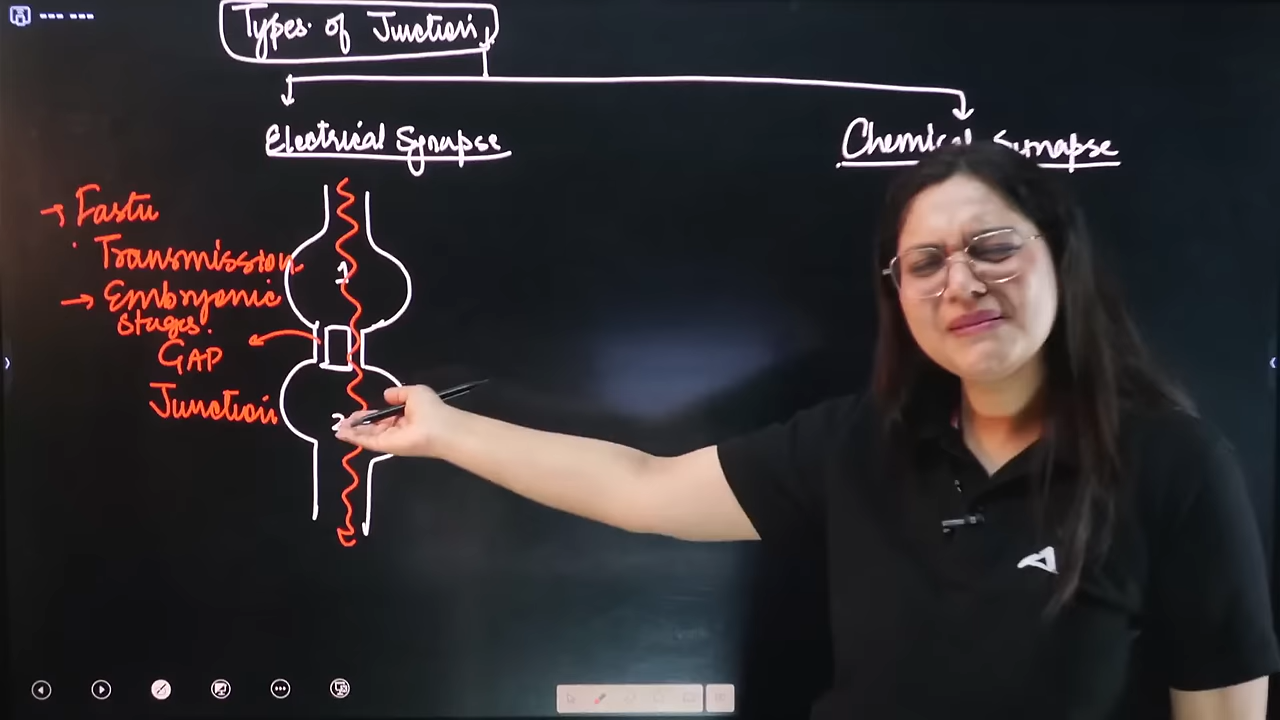 Types of Junction
Electrical Synapse
Chemical Synapse
→ Faster
Transmission
→ Embryonic
stages.
GAP
Junction
1
2